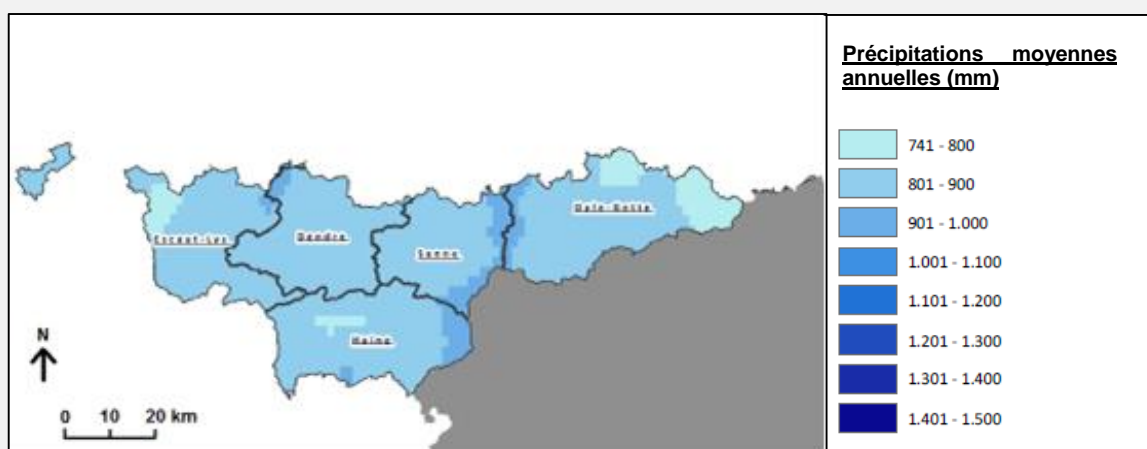 Précipitations moyennes
annuelles (mm)
741 - 800
801 - 900
901 - 1.000
1.001 - 1.100
1.101 - 1.200
1.201 - 1.300
1.301 - 1.400
1.401 - 1.500
Escaut-Lys
Dendre
Senne
Dyle-Gette
Haine
N
0 10 20 km